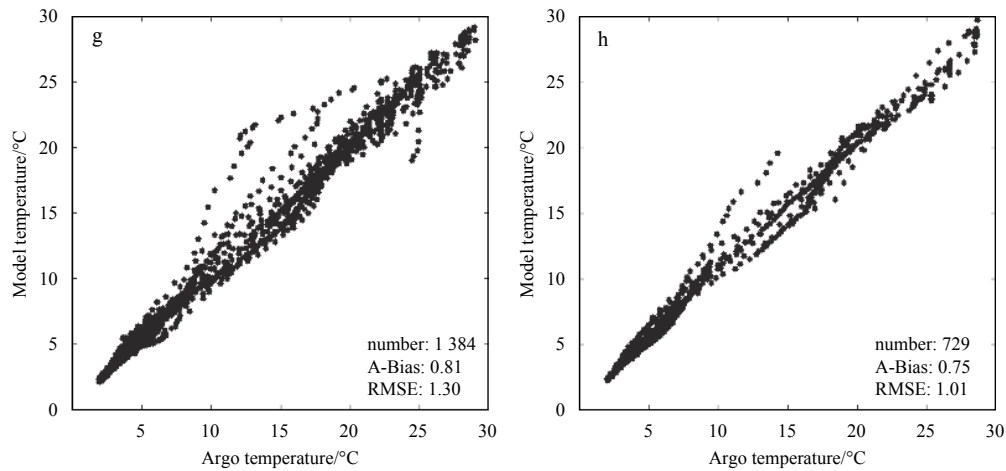 g
30
25
20
15
10
5
0
Model temperature/°C
5 10 15 20 25 30
Argo temperature/°C
number: 1 384
A-Bias: 0.81
RMSE: 1.30
h
30
25
20
15
10
5
0
Model temperature/°C
5 10 15 20 25 30
Argo temperature/°C
number: 729
A-Bias: 0.75
RMSE: 1.01